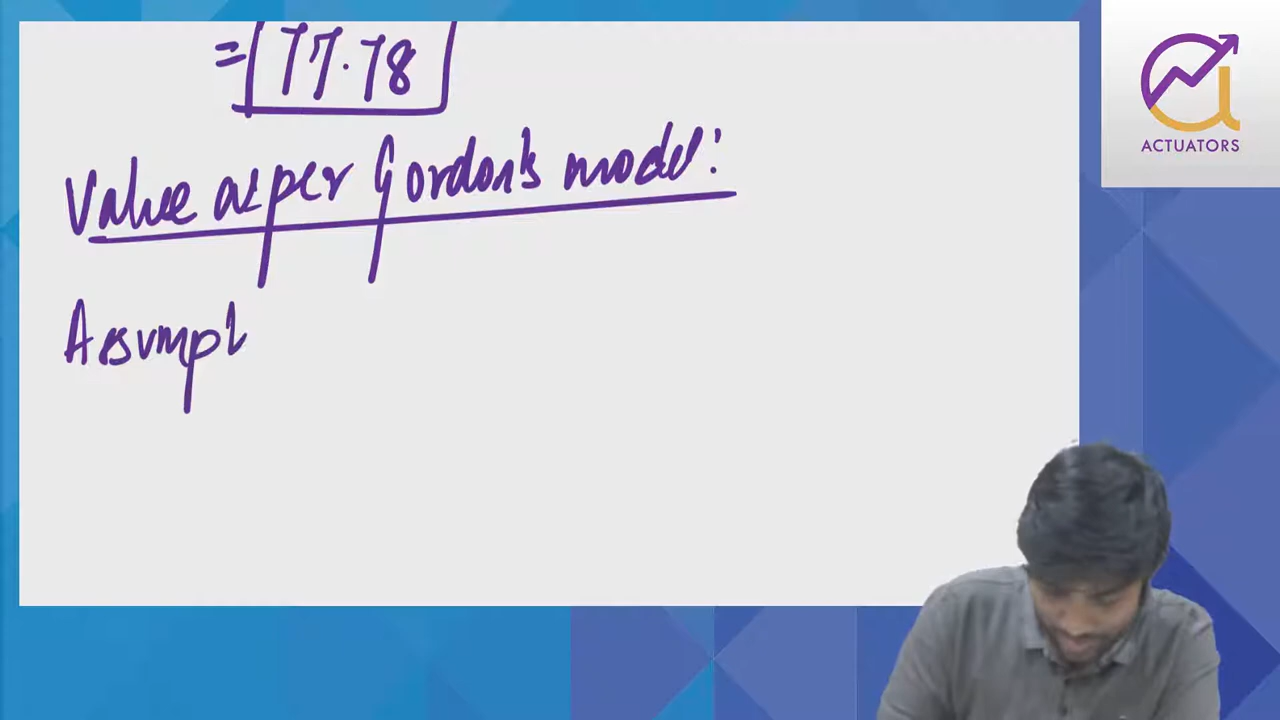 = 77.78
Value as per Gordon's model:
Assumpt
ACTUATORS